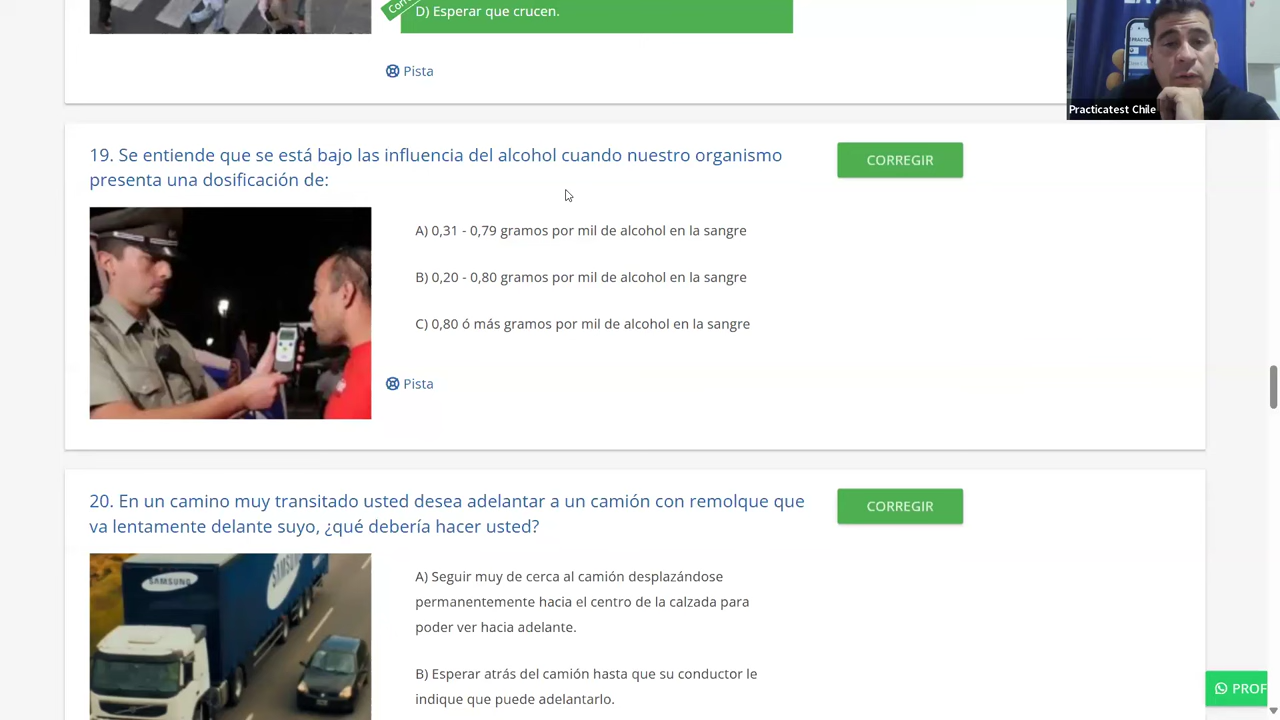 D) Esperar que crucen.
Pista
Practicatest Chile
19. Se entiende que se está bajo las influencia del alcohol cuando nuestro organismo
presenta una dosificación de:
CORREGIR
A) 0,31 - 0,79 gramos por mil de alcohol en la sangre
B) 0,20 - 0,80 gramos por mil de alcohol en la sangre
C) 0,80 ó más gramos por mil de alcohol en la sangre
Pista
20. En un camino muy transitado usted desea adelantar a un camión con remolque que
va lentamente delante suyo, ¿qué debería hacer usted?
CORREGIR
SAMSUNG
SAMSUNG
A) Seguir muy de cerca al camión desplazándose
permanentemente hacia el centro de la calzada para
poder ver hacia adelante.
B) Esperar atrás del camión hasta que su conductor le
indique que puede adelantarlo.
PROF